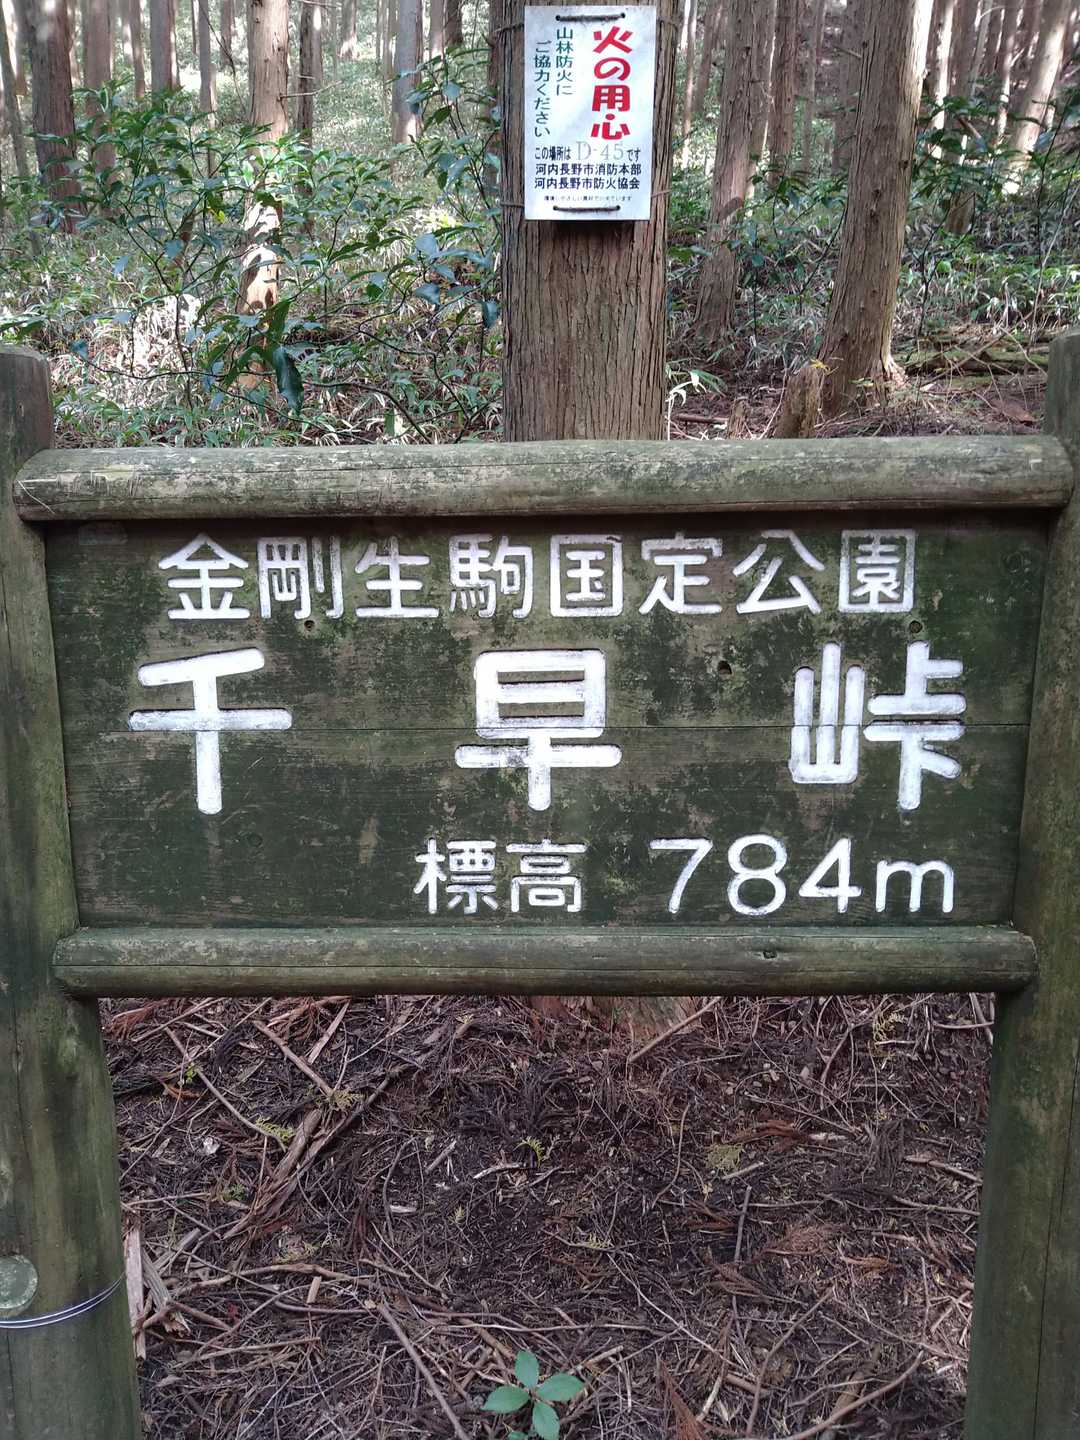 火の用心
山林防火に
ご協力ください
この場所は D-45 です
河内長野市消防本部
河内長野市防火協会
金剛生駒国定公園
千早峠
標高 784m